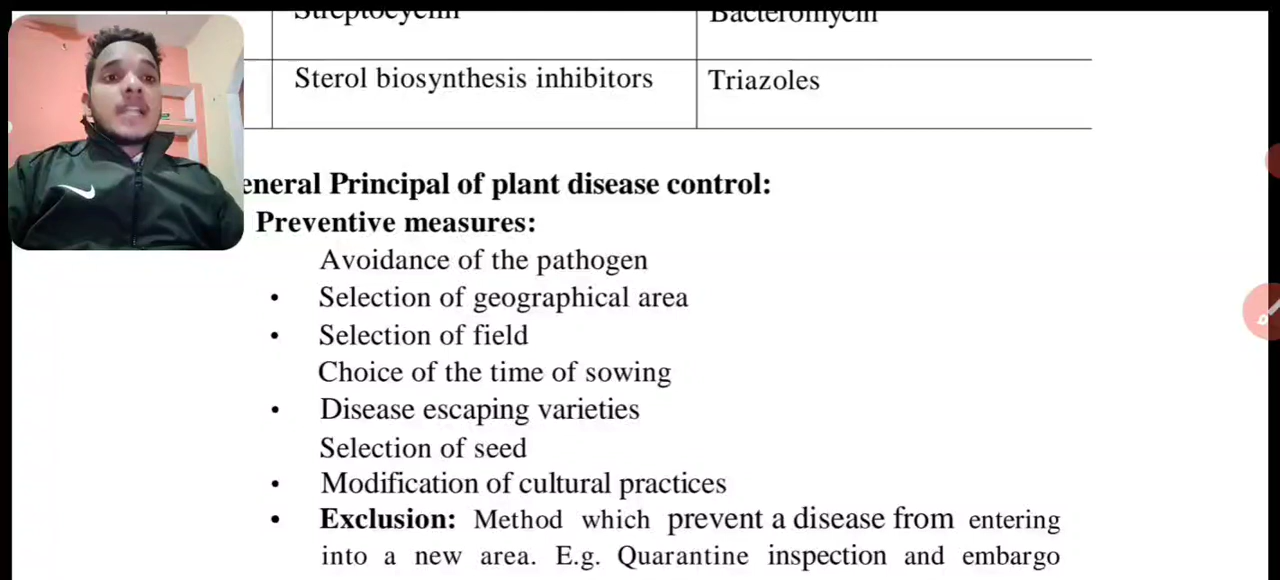 Streptocyclin Bacteromycin
Sterol biosynthesis inhibitors Triazoles
eneral Principal of plant disease control:
Preventive measures:
Avoidance of the pathogen
• Selection of geographical area
• Selection of field
Choice of the time of sowing
• Disease escaping varieties
Selection of seed
• Modification of cultural practices
• Exclusion: Method which prevent a disease from entering
into a new area. E.g. Quarantine inspection and embargo